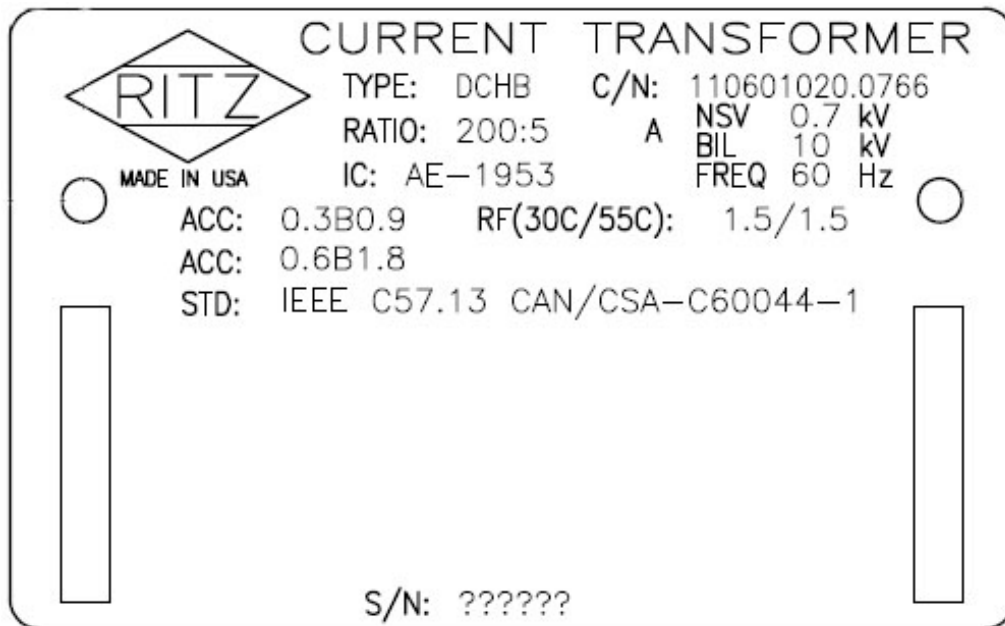 CURRENT TRANSFORMER
RITZ
MADE IN USA
TYPE: DCHB C/N: 110601020.0766
RATIO: 200:5 A NSV 0.7 kV
BIL 10 kV
IC: AE-1953 FREQ 60 Hz
ACC: 0.3B0.9 RF(30C/55C): 1.5/1.5
ACC: 0.6B1.8
STD: IEEE C57.13 CAN/CSA-C60044-1
S/N: ??????